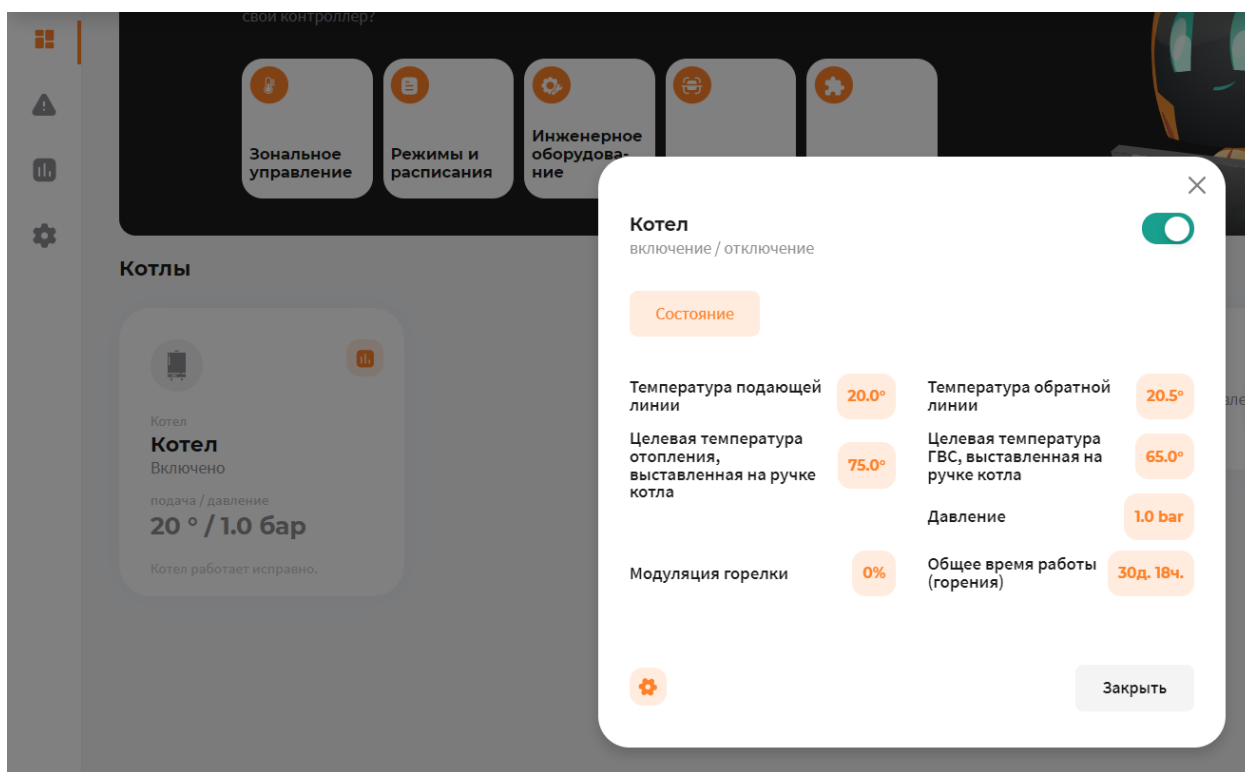 свой контроллер?
Зональное
управление
Режимы и
расписания
Инженерное
оборудова-
ние
Котлы
Котел
Котел
Включено
подача / давление
20 ° / 1.0 бар
Котел работает исправно.
Котел
включение / отключение
Состояние
Температура подающей
линии
20.0°
Температура обратной
линии
20.5°
Целевая температура
отопления,
выставленная на ручке
котла
75.0°
Целевая температура
ГВС, выставленная на
ручке котла
65.0°
Давление
1.0 bar
Модуляция горелки
0%
Общее время работы
(горения)
30д. 18ч.
Закрыть